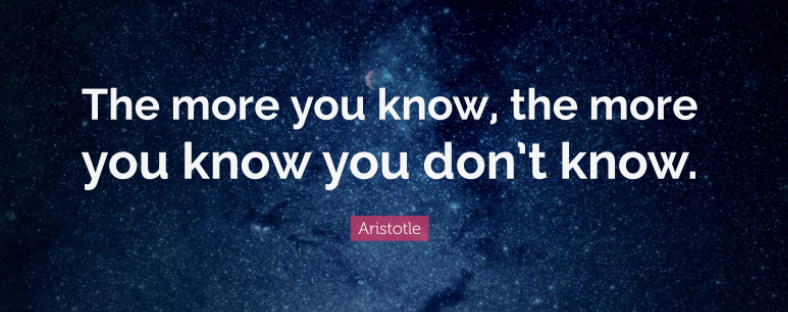 The more you know, the more
you know you don’t know.
Aristotle